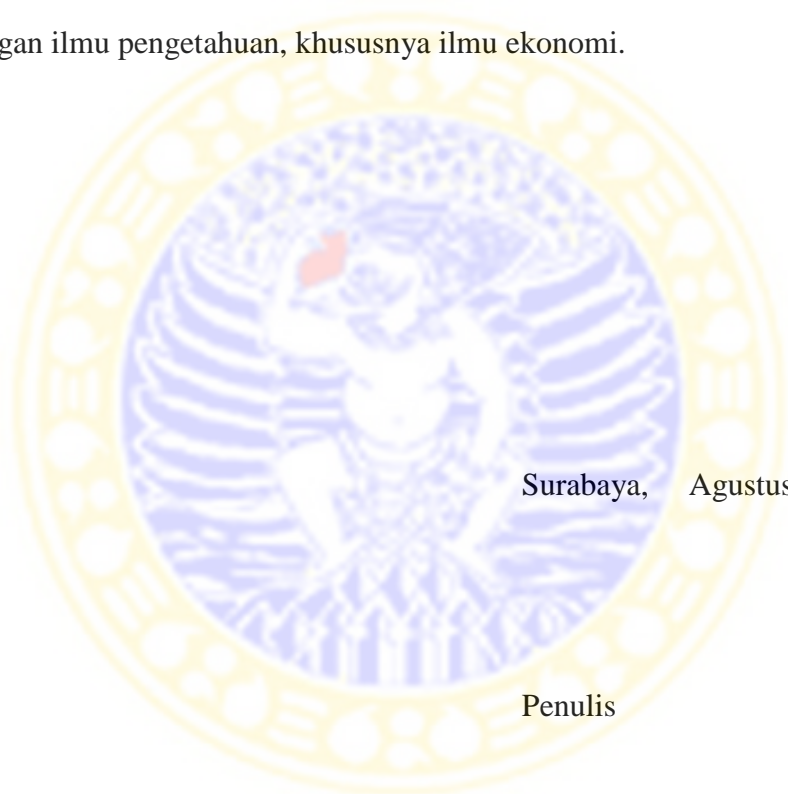 gan ilmu pengetahuan, khususnya ilmu ekonomi.
Surabaya, Agustus
Penulis